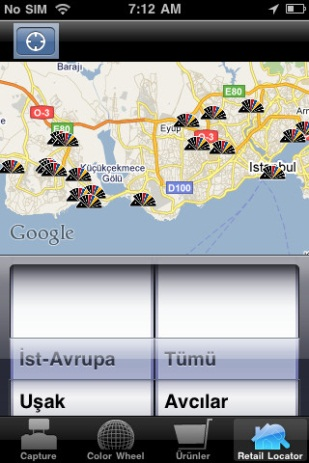 No SIM 7:12 AM
Barajı
E80
O-3
E80
Eyüp
O-3
Küçükçekmece
Gölü
İstanbul
D100
Google
İst-Avrupa Tümü
Uşak Avcılar
Capture Color Wheel Ürünler Retail Locator